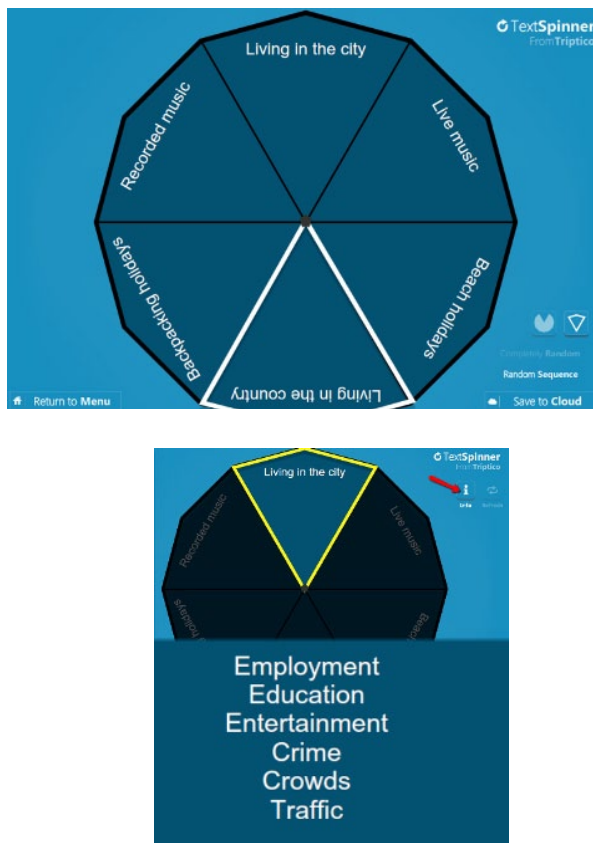 TextSpinner
From Triptico
Living in the city
Recorded music
Live music
Backpacking holidays
Beach holidays
Living in the country
Completely Random
Random Sequence
Return to Menu
Save to Cloud
TextSpinner
From Triptico
Living in the city
Recorded music
Live music
holidays
Info
Refresh
Employment
Education
Entertainment
Crime
Crowds
Traffic